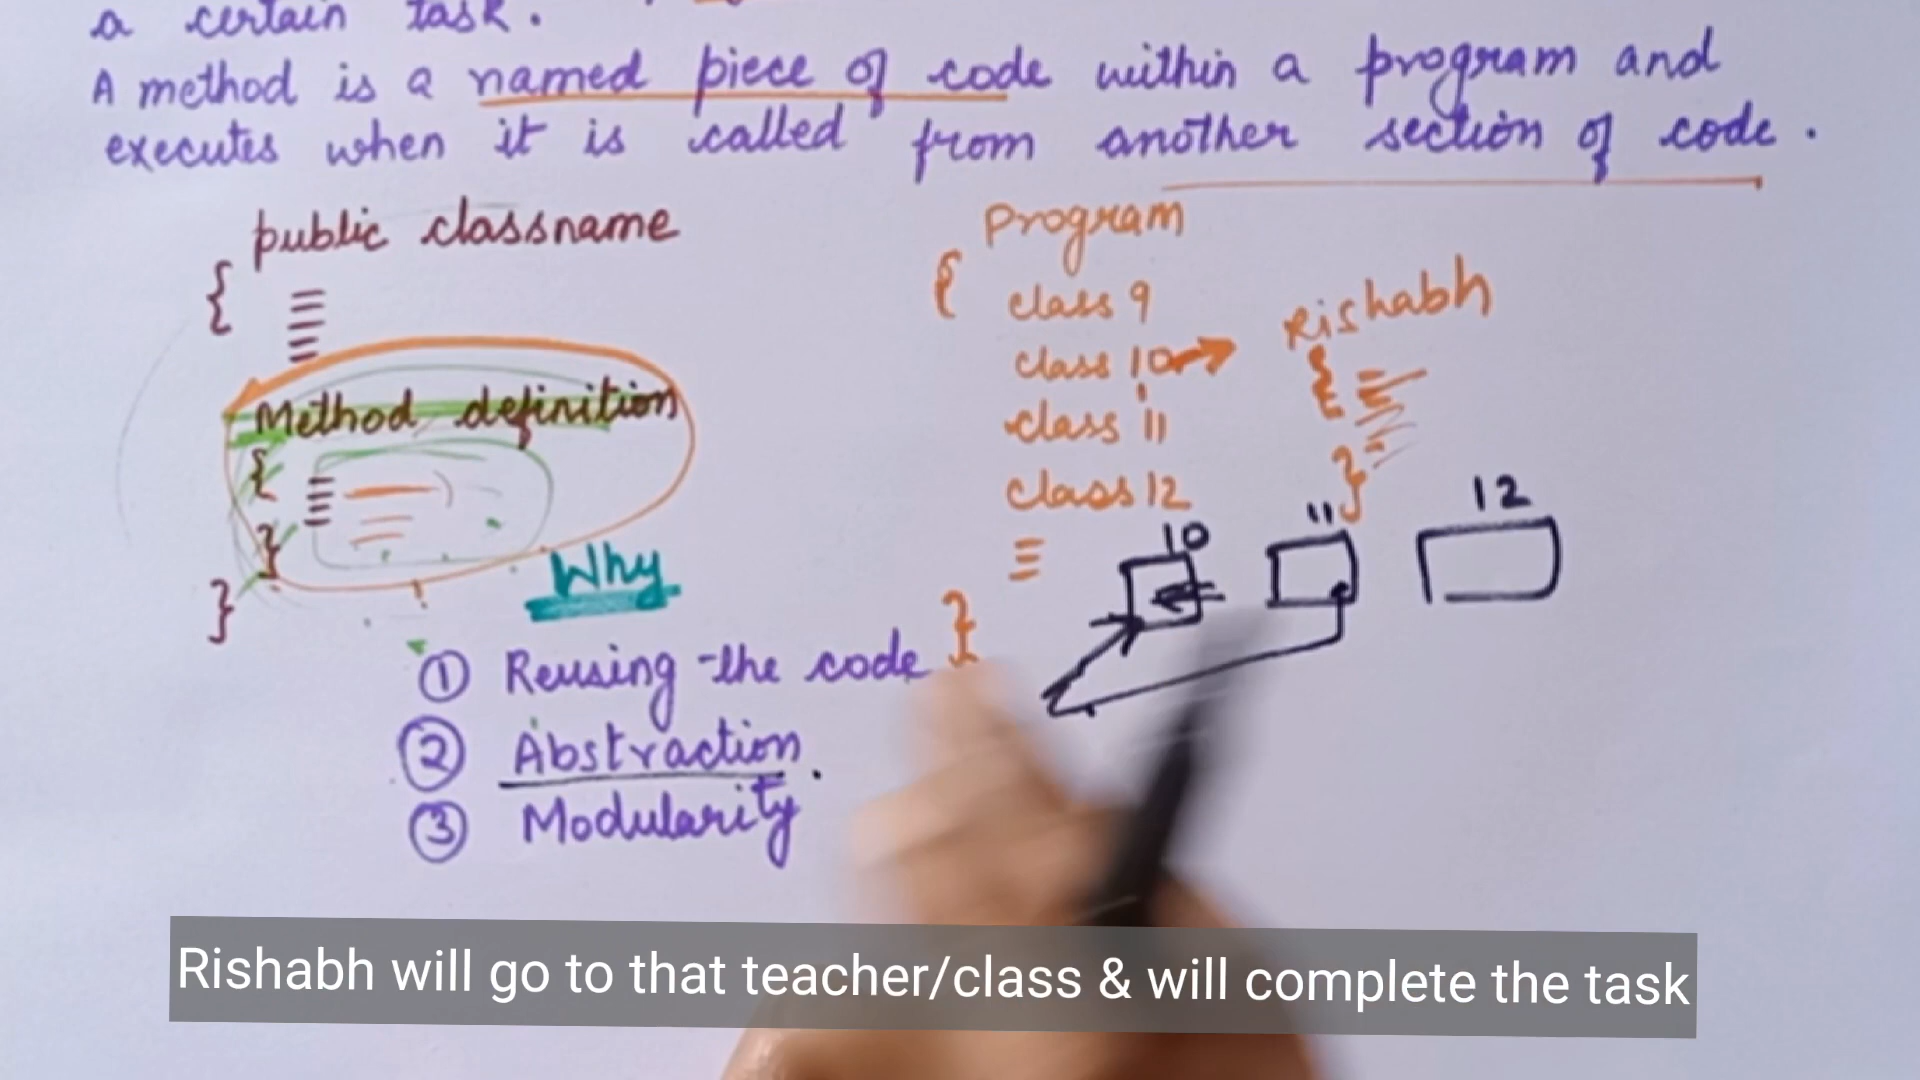 a certain task.
A method is a named piece of code within a program and
executes when it is called from another section of code.
public classname
{
Method definition
{
}
}
Why
① Reusing the code
② Abstraction.
③ Modularity
Program
{
class 9
class 10
class 11
class 12
}
Rishabh
{
}
10 11 12
Rishabh will go to that teacher/class & will complete the task